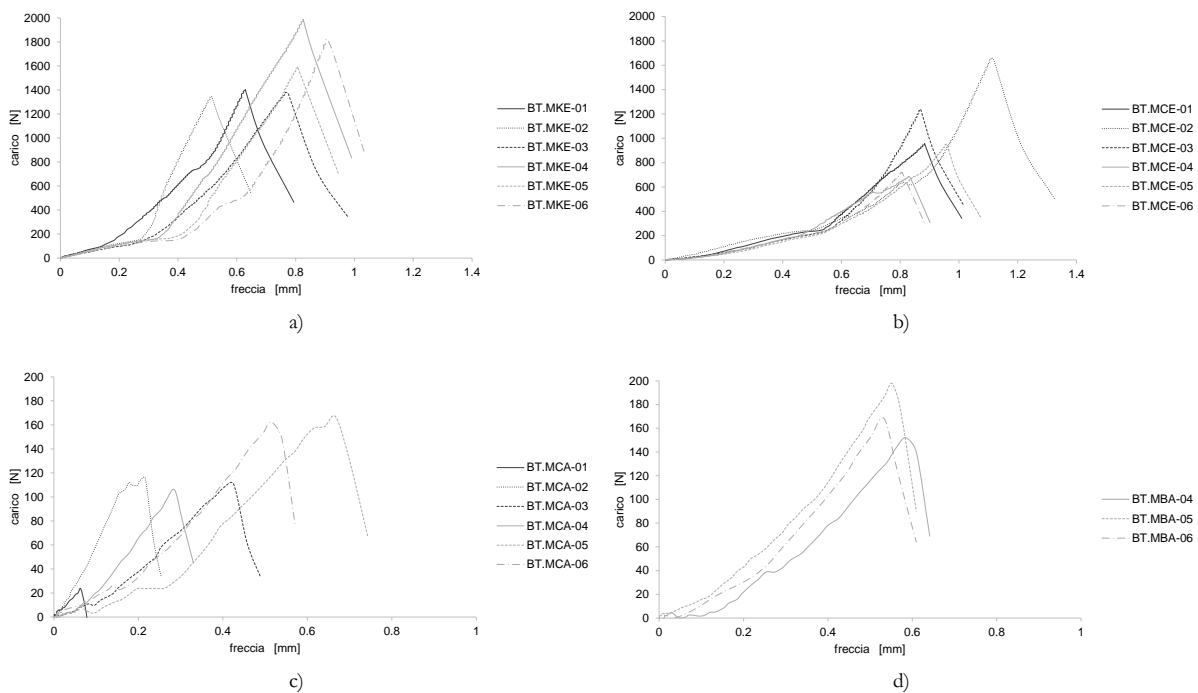 2000
1800
1600
1400
1200
1000
800
600
400
200
0
carico [N]
0 0.2 0.4 0.6 0.8 1 1.2 1.4
freccia [mm]
BT.MKE-01
BT.MKE-02
BT.MKE-03
BT.MKE-04
BT.MKE-05
BT.MKE-06
a)
2000
1800
1600
1400
1200
1000
800
600
400
200
0
carico [N]
0 0.2 0.4 0.6 0.8 1 1.2 1.4
freccia [mm]
BT.MCE-01
BT.MCE-02
BT.MCE-03
BT.MCE-04
BT.MCE-05
BT.MCE-06
b)
200
180
160
140
120
100
80
60
40
20
0
carico [N]
0 0.2 0.4 0.6 0.8 1
freccia [mm]
BT.MCA-01
BT.MCA-02
BT.MCA-03
BT.MCA-04
BT.MCA-05
BT.MCA-06
c)
200
180
160
140
120
100
80
60
40
20
0
carico [N]
0 0.2 0.4 0.6 0.8 1
freccia [mm]
BT.MBA-04
BT.MBA-05
BT.MBA-06
d)